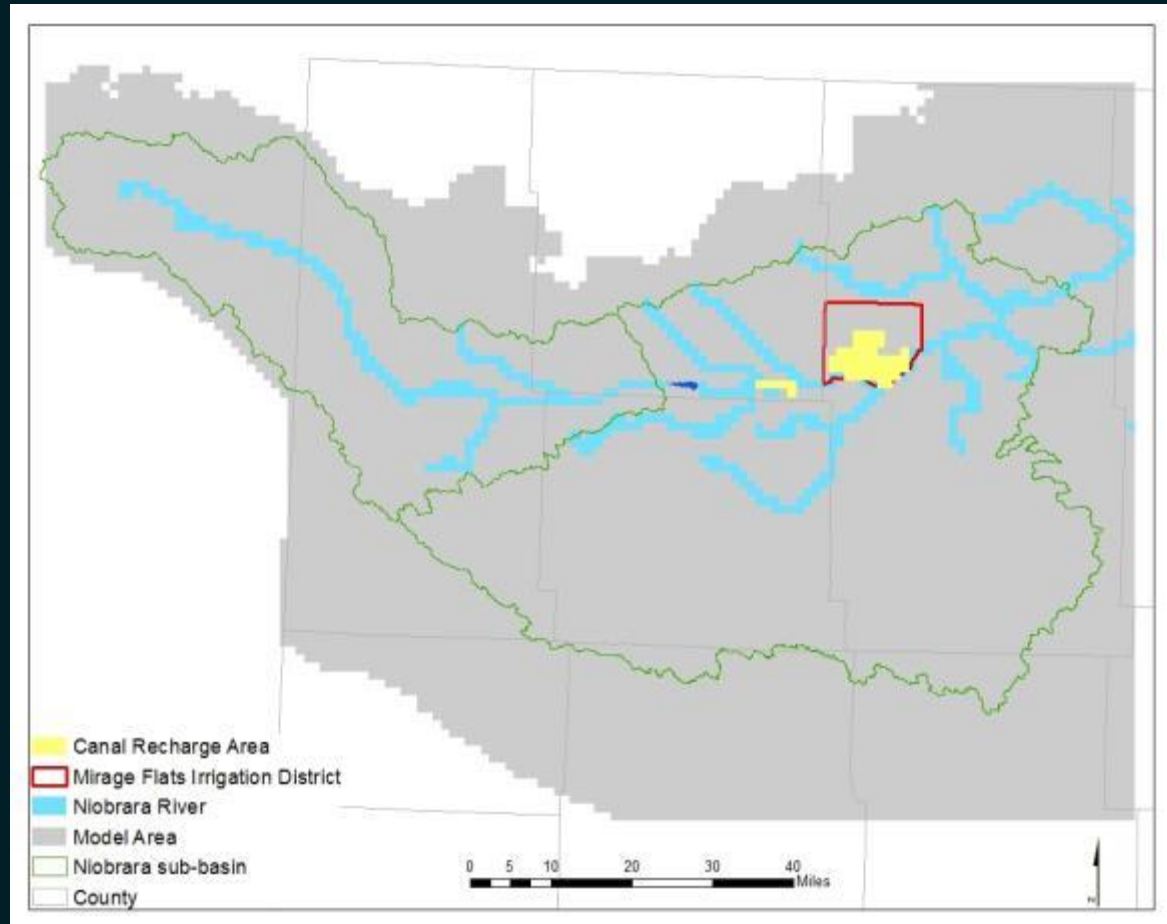 Canal Recharge Area
Mirage Flats Irrigation District
Niobrara River
Model Area
Niobrara sub-basin
County
0 5 10 20 30 40
Miles
N